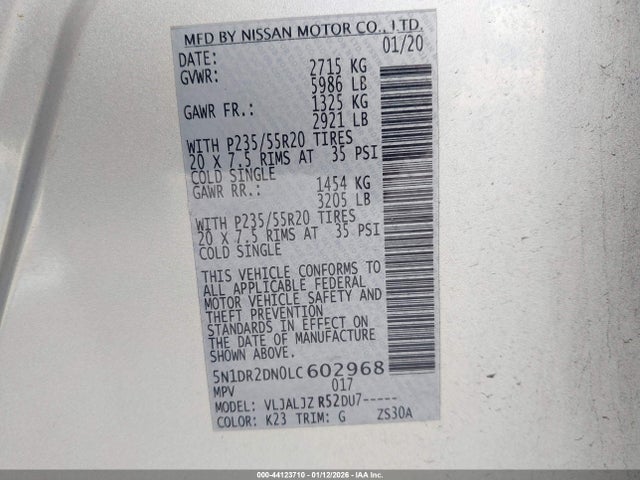 MFD BY NISSAN MOTOR CO., LTD.
DATE: 01/20
GVWR: 2715 KG
5986 LB
GAWR FR.: 1325 KG
2921 LB
WITH P235/55R20 TIRES
20 X 7.5 RIMS AT 35 PSI
COLD SINGLE
GAWR RR.: 1454 KG
3205 LB
WITH P235/55R20 TIRES
20 X 7.5 RIMS AT 35 PSI
COLD SINGLE
THIS VEHICLE CONFORMS TO
ALL APPLICABLE FEDERAL
MOTOR VEHICLE SAFETY AND
THEFT PREVENTION
STANDARDS IN EFFECT ON
THE DATE OF MANUFACTURE
SHOWN ABOVE.
5N1DR2DN0LC602968
MPV 017
MODEL: VLJALJZ R52DU7-----
COLOR: K23 TRIM: G ZS30A
000-44123710 - 01/12/2026 - IAA Inc.